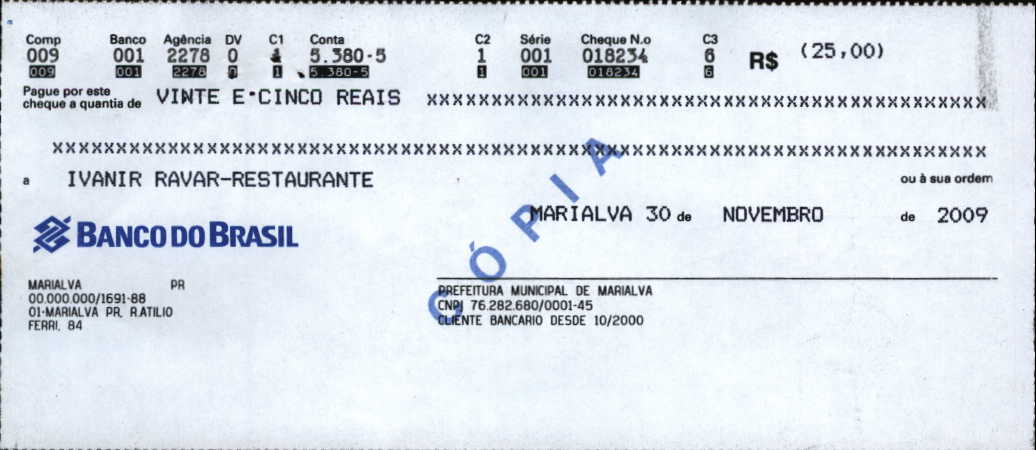 Comp Banco Agência DV C1 Conta C2 Série Cheque N.o C3
009 001 2278 0 1 5.380-5 1 001 018234 6 R$ (25,00)
009 001 2278 0 1 5.380-5 1 001 018234 6
Pague por este
cheque a quantia de VINTE E CINCO REAIS XXXXXXXXXXXXXXXXXXXXXXXXXXXXXXXXXXXXXXXXXXXXXXXXXXXX
XXXXXXXXXXXXXXXXXXXXXXXXXXXXXXXXXXXXXXXXXXXXXXXXXXXXXXXXXXXXXXXXXXXXXXXXXXXXXXXXXXXXXXX
a IVANIR RAVAR-RESTAURANTE ou à sua ordem
MARIALVA 30 de NOVEMBRO de 2009
BANCO DO BRASIL
CÓPIA
MARIALVA PR
00.000.000/1691-88
01-MARIALVA PR, R.ATILIO
FERRI, 84
PREFEITURA MUNICIPAL DE MARIALVA
CNPJ 76.282.680/0001-45
CLIENTE BANCARIO DESDE 10/2000